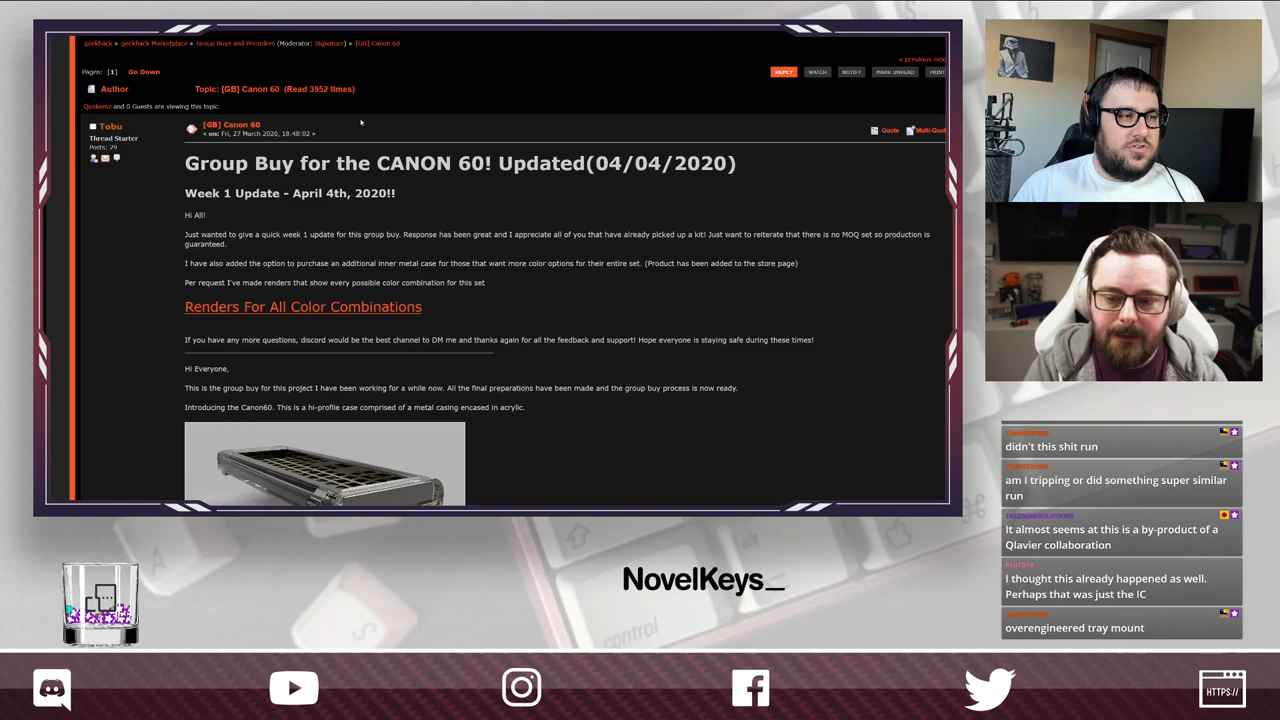 geekhack » geekhack Marketplace » Group Buys and Preorders (Moderator: Signature) » [GB] Canon 60
« previous nex
Pages: [1] Go Down
REPLY WATCH NOTIFY MARK UNREAD PRINT
Author Topic: [GB] Canon 60 (Read 3952 times)
and 0 Guests are viewing this topic.
Tobu
Thread Starter
Posts: 29
[GB] Canon 60
« on: Fri, 27 March 2020, 18:48:02 »
Quote Multi-Quot
Group Buy for the CANON 60! Updated(04/04/2020)
Week 1 Update - April 4th, 2020!!
Hi All!
Just wanted to give a quick week 1 update for this group buy. Response has been great and I appreciate all of you that have already picked up a kit! Just want to reiterate that there is no MOQ set so production is
guaranteed.
I have also added the option to purchase an additional inner metal case for those that want more color options for their entire set. (Product has been added to the store page)
Per request I've made renders that show every possible color combination for this set
Renders For All Color Combinations
If you have any more questions, discord would be the best channel to DM me and thanks again for all the feedback and support! Hope everyone is staying safe during these times!
Hi Everyone,
This is the group buy for this project I have been working for a while now. All the final preparations have been made and the group buy process is now ready.
Introducing the Canon60. This is a hi-profile case comprised of a metal casing encased in acrylic.
didn't this shit run
am I tripping or did something super similar
run
TALEZMANSOLUTIONS
It almost seems at this is a by-product of a
Qlavier collaboration
PLUTO10
I thought this already happened as well.
Perhaps that was just the IC
overengineered tray mount
NovelKeys_
A
alt
control
HTTPS://